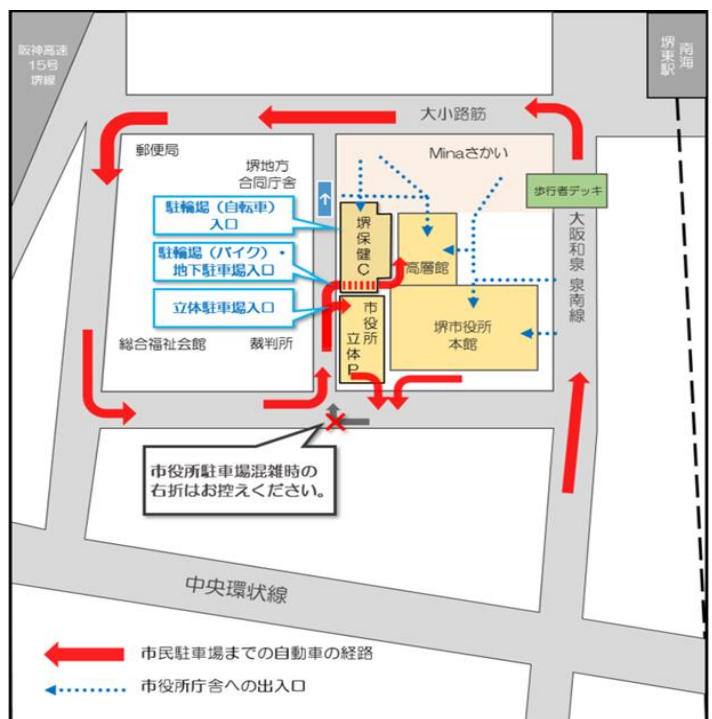 阪神高速
15号
堺線
南海
堺東駅
大小路筋
郵便局
堺地方
合同庁舎
Minaさかい
歩行者デッキ
駐輪場（自転車）
入口
駐輪場（バイク）・
地下駐車場入口
立体駐車場入口
堺保健C
高層館
大阪和泉泉南線
市役所
立体P
堺市役所
本館
総合福祉会館
裁判所
市役所駐車場混雑時の
右折はお控えください。
中央環状線
市民駐車場までの自動車の経路
市役所庁舎への出入口